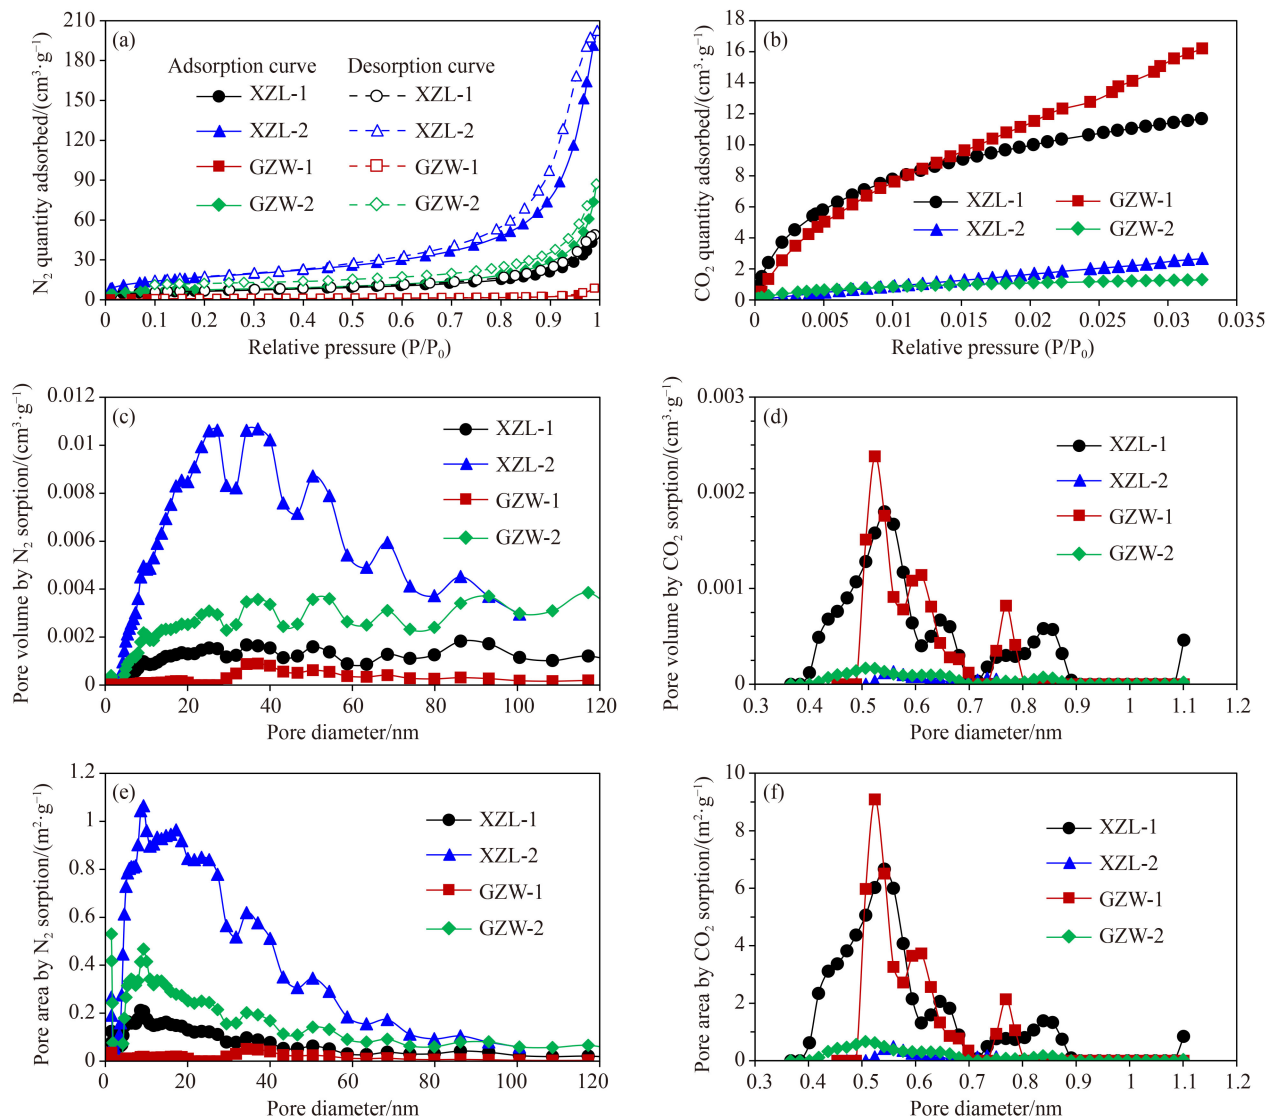 (a)
Adsorption curve Desorption curve
XZL-1 XZL-1
XZL-2 XZL-2
GZW-1 GZW-1
GZW-2 GZW-2
N₂ quantity adsorbed/(cm³·g⁻¹)
210
180
150
120
90
60
30
0
0 0.1 0.2 0.3 0.4 0.5 0.6 0.7 0.8 0.9 1
Relative pressure (P/P₀)
(b)
CO₂ quantity adsorbed/(cm³·g⁻¹)
18
16
14
12
10
8
6
4
2
0
XZL-1 GZW-1
XZL-2 GZW-2
0 0.005 0.01 0.015 0.02 0.025 0.03 0.035
Relative pressure (P/P₀)
(c)
Pore volume by N₂ sorption/(cm³·g⁻¹)
0.012
0.01
0.008
0.006
0.004
0.002
0
XZL-1
XZL-2
GZW-1
GZW-2
0 20 40 60 80 100 120
Pore diameter/nm
(d)
Pore volume by CO₂ sorption/(cm³·g⁻¹)
0.003
0.002
0.001
0
XZL-1
XZL-2
GZW-1
GZW-2
0.3 0.4 0.5 0.6 0.7 0.8 0.9 1 1.1 1.2
Pore diameter/nm
(e)
Pore area by N₂ sorption/(m²·g⁻¹)
1.2
1
0.8
0.6
0.4
0.2
0
XZL-1
XZL-2
GZW-1
GZW-2
0 20 40 60 80 100 120
Pore diameter/nm
(f)
Pore area by CO₂ sorption/(m²·g⁻¹)
10
8
6
4
2
0
XZL-1
XZL-2
GZW-1
GZW-2
0.3 0.4 0.5 0.6 0.7 0.8 0.9 1 1.1 1.2
Pore diameter/nm